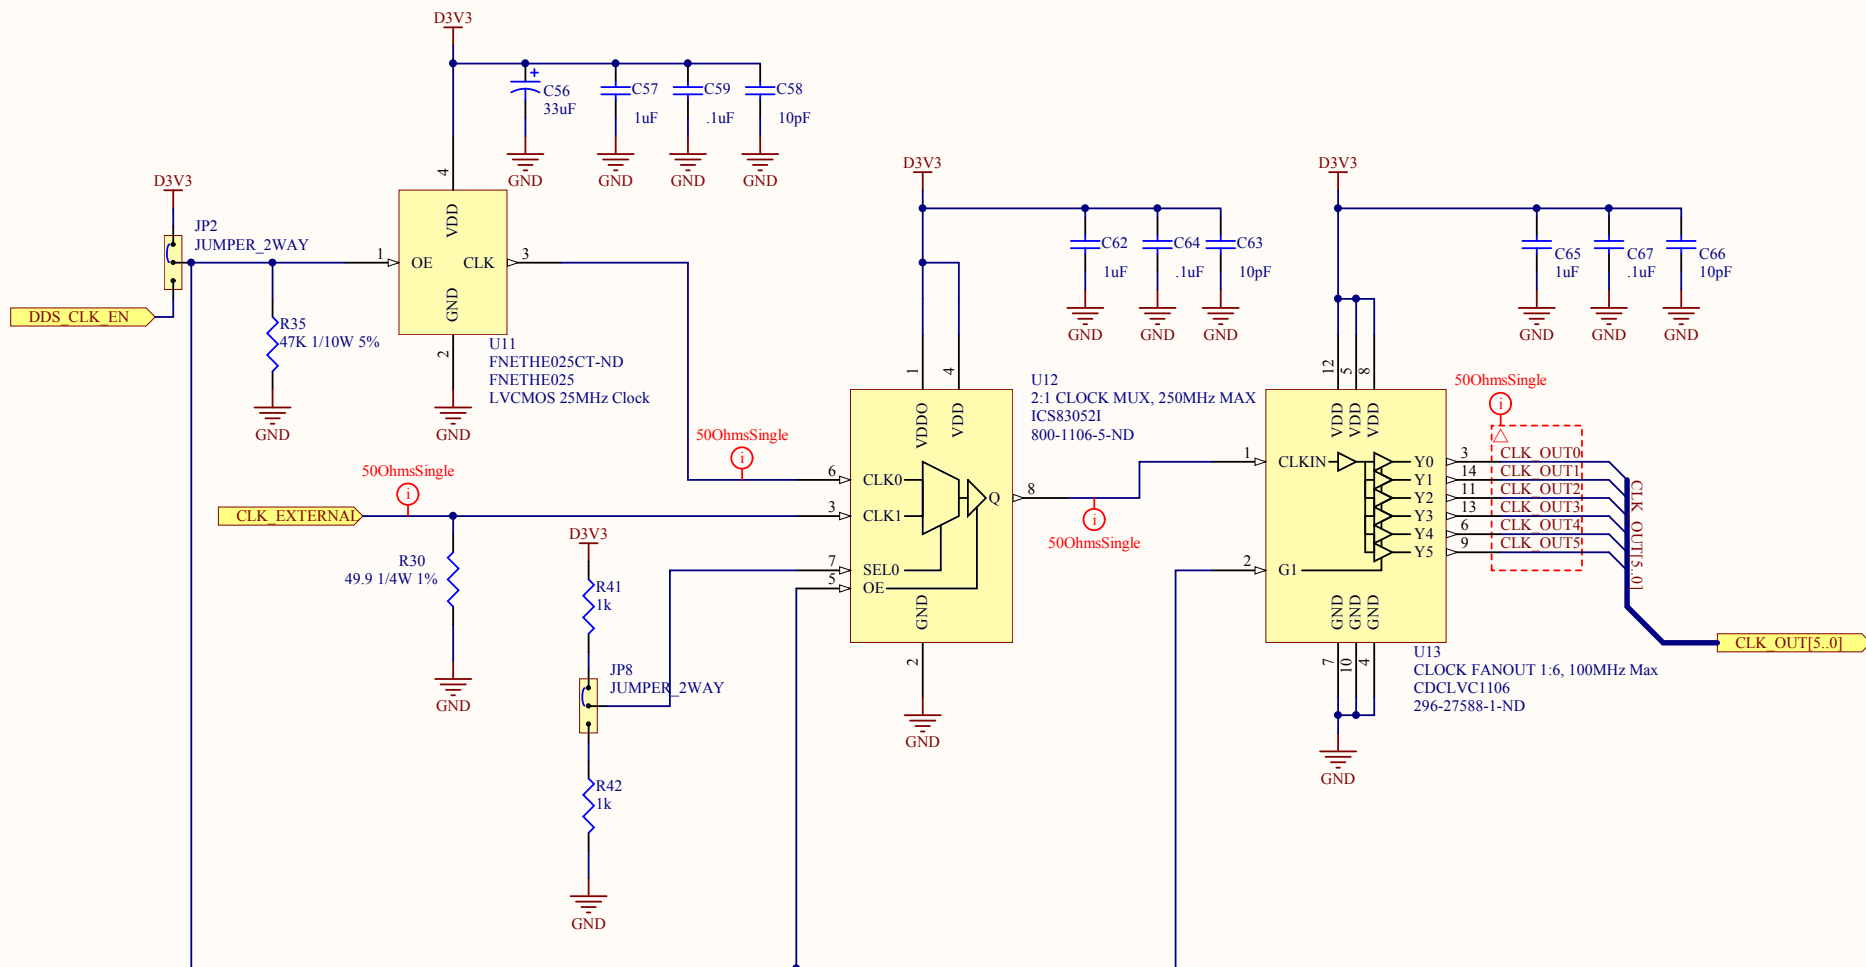 D3V3
C56
33uF
C57
1uF
C59
.1uF
C58
10pF
GND
GND
GND
GND
D3V3
JP2
JUMPER_2WAY
DDS_CLK_EN
R35
47K 1/10W 5%
GND
4
VDD
1
OE
CLK
3
GND
2
GND
U11
FNETHE025CT-ND
FNETHE025
LVCMOS 25MHz Clock
50OhmsSingle
i
50OhmsSingle
i
CLK_EXTERNAL
R30
49.9 1/4W 1%
GND
D3V3
R41
1k
JP8
JUMPER_2WAY
R42
1k
GND
D3V3
C62
1uF
C64
.1uF
C63
10pF
GND
GND
GND
1
4
VDDO
VDD
U12
2:1 CLOCK MUX, 250MHz MAX
ICS83052I
800-1106-5-ND
6
CLK0
3
CLK1
Q
8
7
SEL0
5
OE
GND
2
GND
i
50OhmsSingle
D3V3
C65
1uF
C67
.1uF
C66
10pF
GND
GND
GND
12
5
8
VDD
VDD
VDD
50OhmsSingle
i
1
CLKIN
Y0
3
CLK_OUT0
Y1
14
CLK_OUT1
Y2
11
CLK_OUT2
Y3
13
CLK_OUT3
Y4
6
CLK_OUT4
Y5
9
CLK_OUT5
2
G1
CLK_OUT[5..0]
GND
GND
GND
7
10
4
GND
CLK_OUT[5..0]
U13
CLOCK FANOUT 1:6, 100MHz Max
CDCLVC1106
296-27588-1-ND